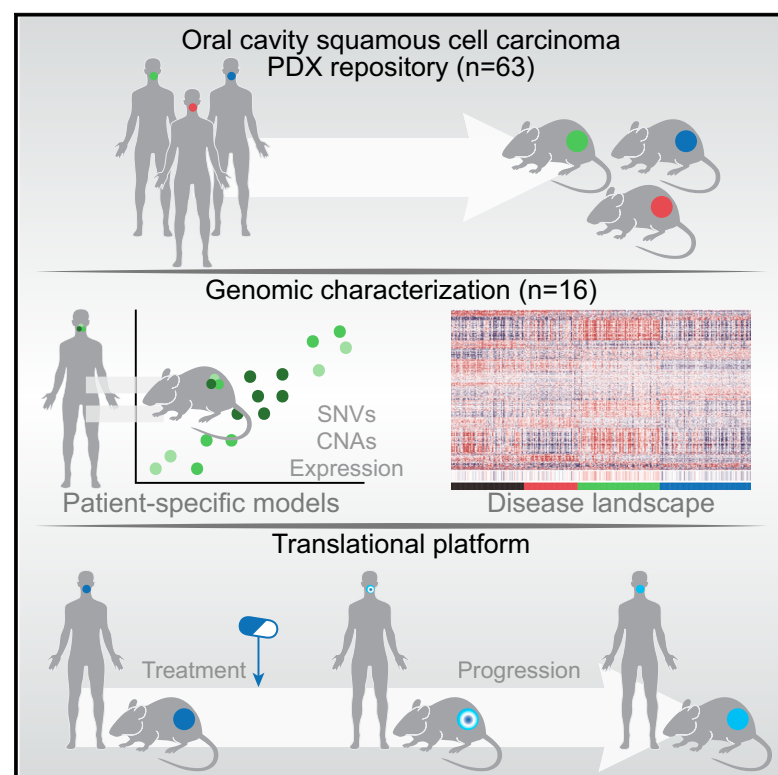 Oral cavity squamous cell carcinoma
PDX repository (n=63)
Genomic characterization (n=16)
SNVs
CNAs
Expression
Patient-specific models
Disease landscape
Translational platform
Treatment
Progression